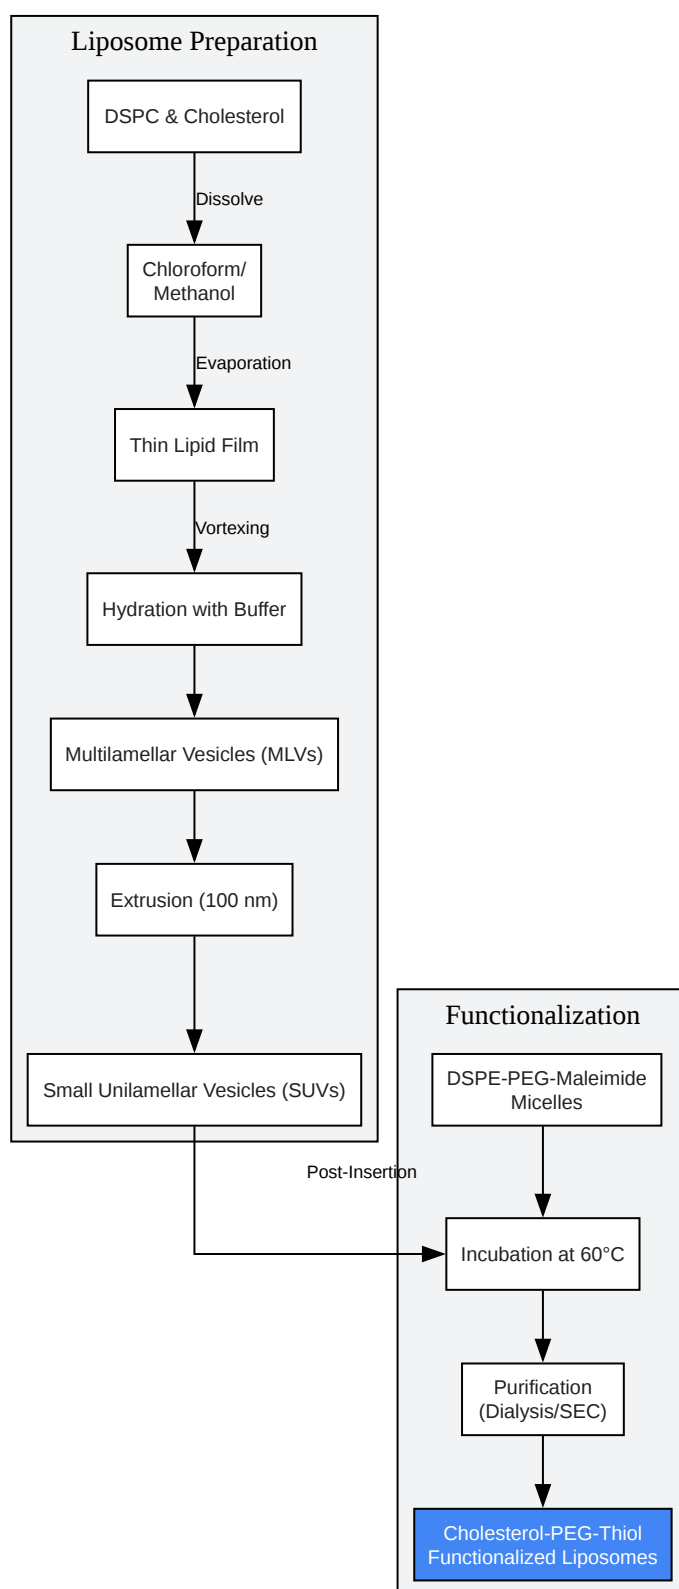 Liposome Preparation
DSPC & Cholesterol
Dissolve
Chloroform/
Methanol
Evaporation
Thin Lipid Film
Vortexing
Hydration with Buffer
Multilamellar Vesicles (MLVs)
Extrusion (100 nm)
Small Unilamellar Vesicles (SUVs)
Post-Insertion
Functionalization
DSPE-PEG-Maleimide
Micelles
Incubation at 60°C
Purification
(Dialysis/SEC)
Cholesterol-PEG-Thiol
Functionalized Liposomes